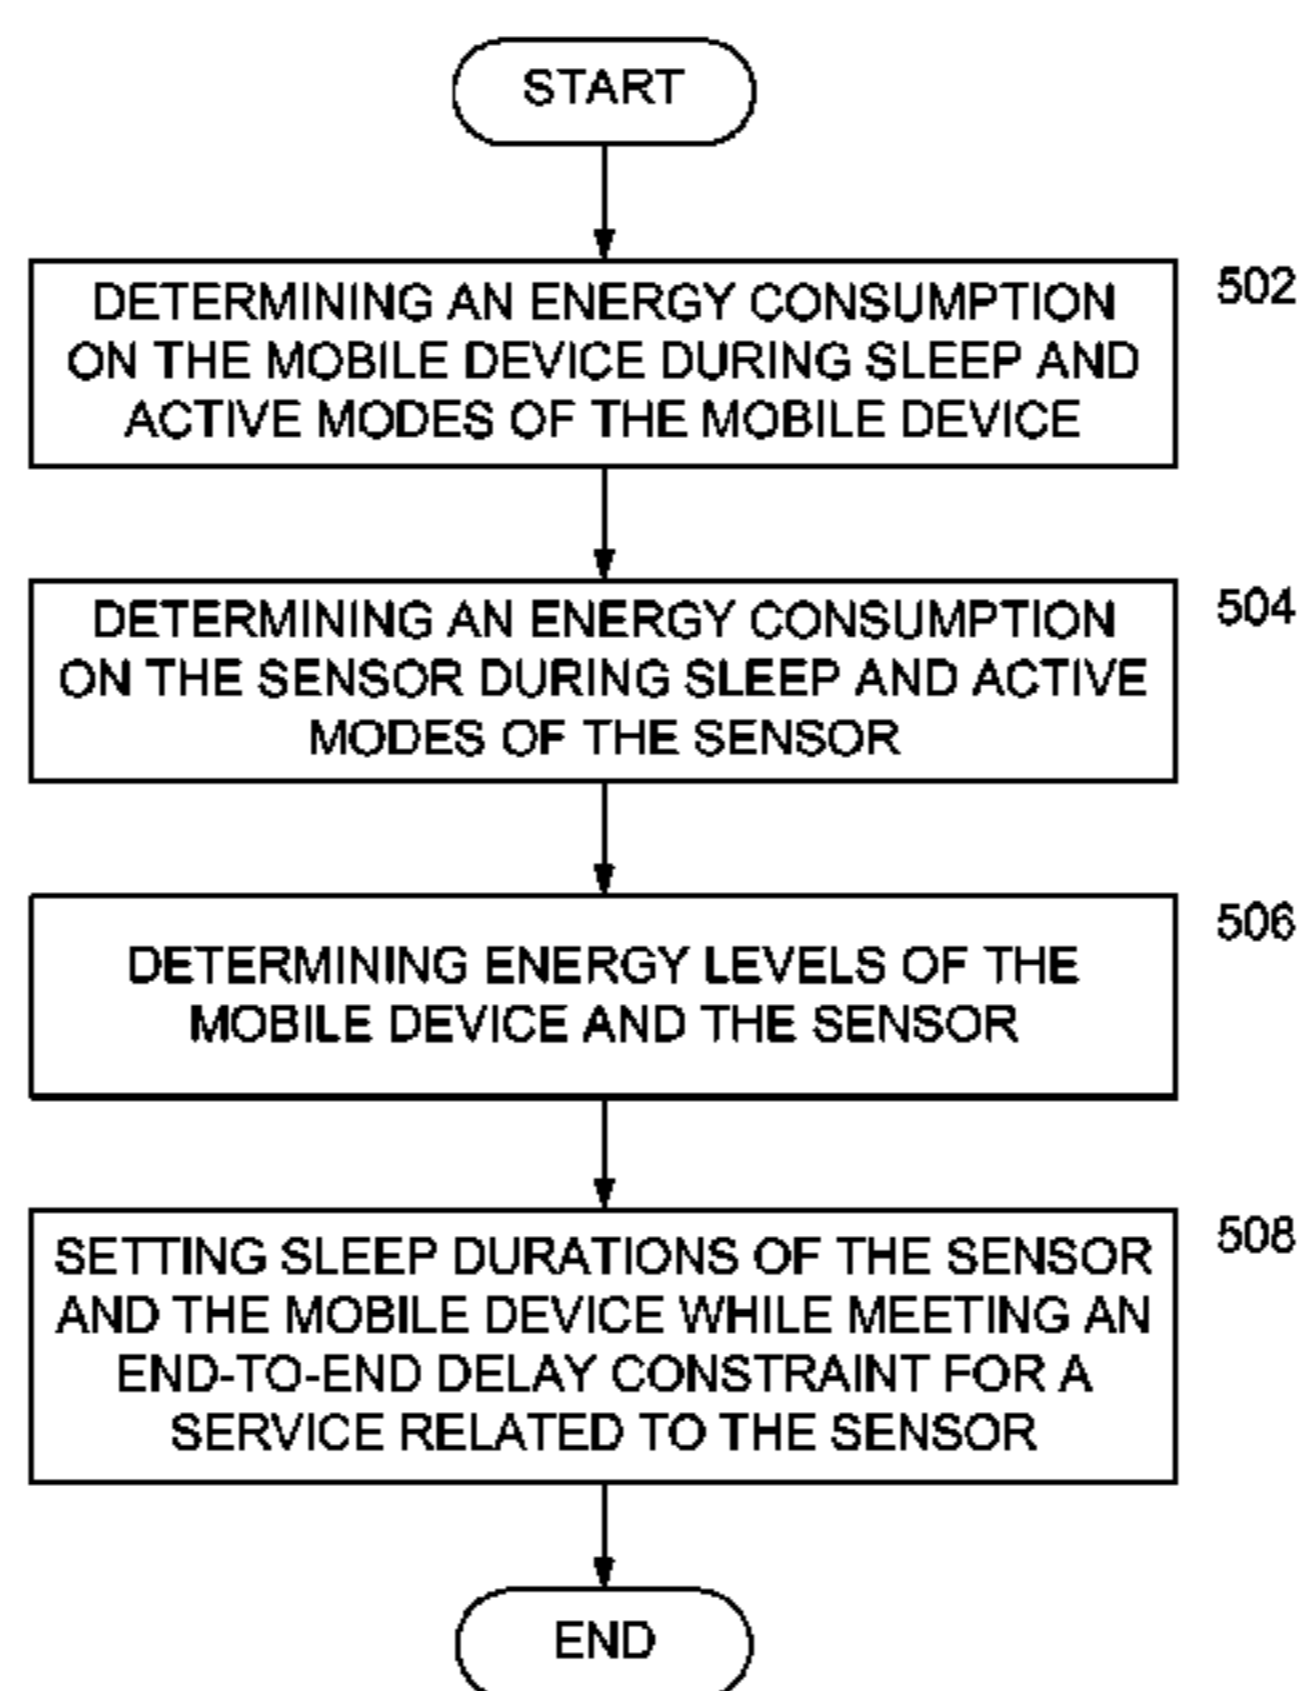 START
DETERMINING AN ENERGY CONSUMPTION
ON THE MOBILE DEVICE DURING SLEEP AND
ACTIVE MODES OF THE MOBILE DEVICE
502
DETERMINING AN ENERGY CONSUMPTION
ON THE SENSOR DURING SLEEP AND ACTIVE
MODES OF THE SENSOR
504
DETERMINING ENERGY LEVELS OF THE
MOBILE DEVICE AND THE SENSOR
506
SETTING SLEEP DURATIONS OF THE SENSOR
AND THE MOBILE DEVICE WHILE MEETING AN
END-TO-END DELAY CONSTRAINT FOR A
SERVICE RELATED TO THE SENSOR
508
END